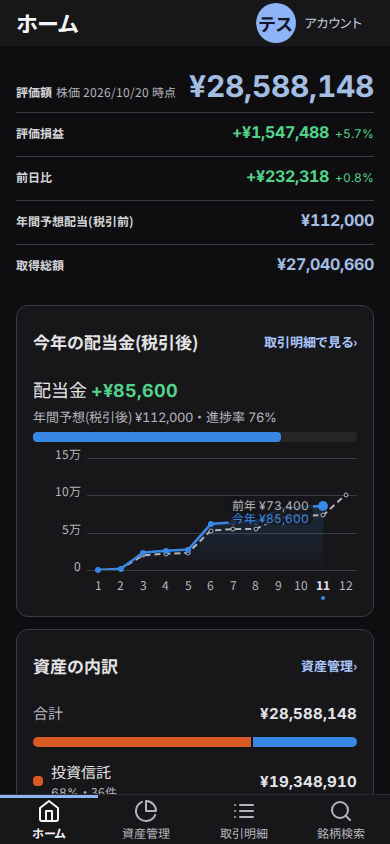 ホーム
テス アカウント
評価額 株価 2026/10/20 時点 ¥28,588,148
評価損益 +¥1,547,488 +5.7%
前日比 +¥232,318 +0.8%
年間予想配当(税引前) ¥112,000
取得総額 ¥27,040,660
今年の配当金(税引後) 取引明細で見る›
配当金 +¥85,600
年間予想(税引後) ¥112,000・進捗率 76%
15万
10万
5万
0
前年 ¥73,400
今年 ¥85,600
1 2 3 4 5 6 7 8 9 10 11 12
資産の内訳 資産管理›
合計 ¥28,588,148
投資信託 ¥19,348,910
68%・36件
ホーム 資産管理 取引明細 銘柄検索